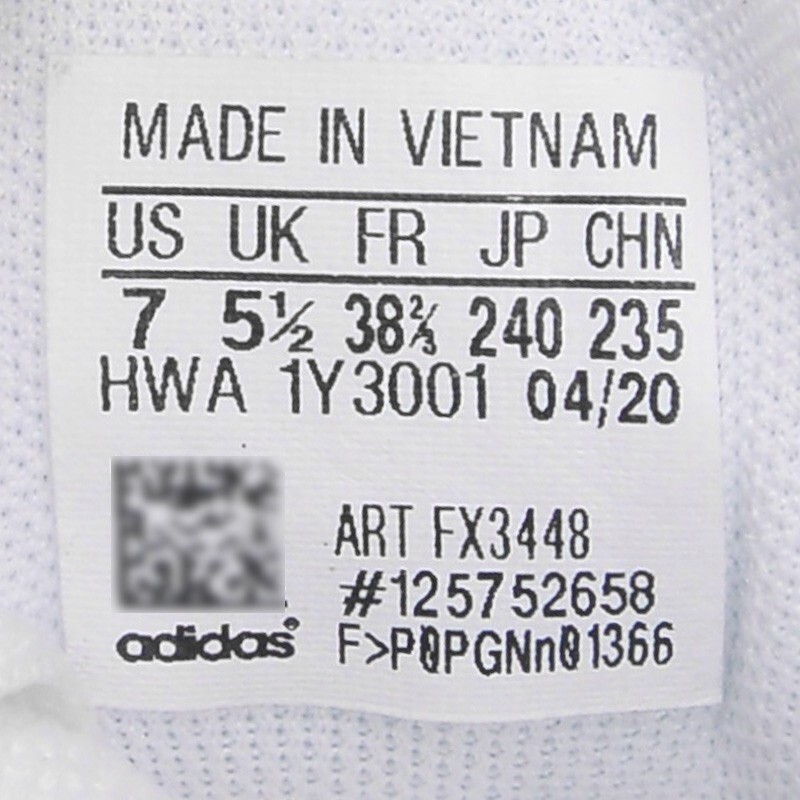 MADE IN VIETNAM
US UK FR JP CHN
7 5½ 38⅔ 240 235
HWA 1Y3001 04/20
ART FX3448
#125752658
adidas® F>P0PGNn01366